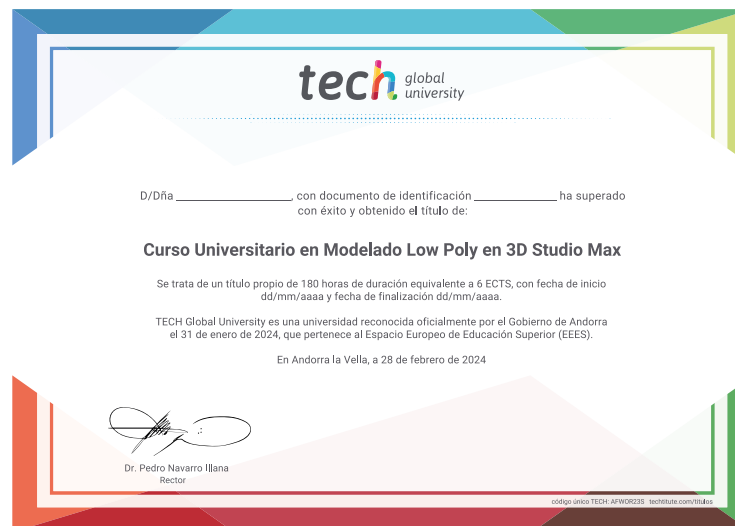 tech global university
D/Dña ____________________, con documento de identificación ______________ ha superado
con éxito y obtenido el título de:
Curso Universitario en Modelado Low Poly en 3D Studio Max
Se trata de un título propio de 180 horas de duración equivalente a 6 ECTS, con fecha de inicio
dd/mm/aaaa y fecha de finalización dd/mm/aaaa.
TECH Global University es una universidad reconocida oficialmente por el Gobierno de Andorra
el 31 de enero de 2024, que pertenece al Espacio Europeo de Educación Superior (EEES).
En Andorra la Vella, a 28 de febrero de 2024
Dr. Pedro Navarro Illana
Rector
código único TECH: AFWOR23S techtitute.com/titulos